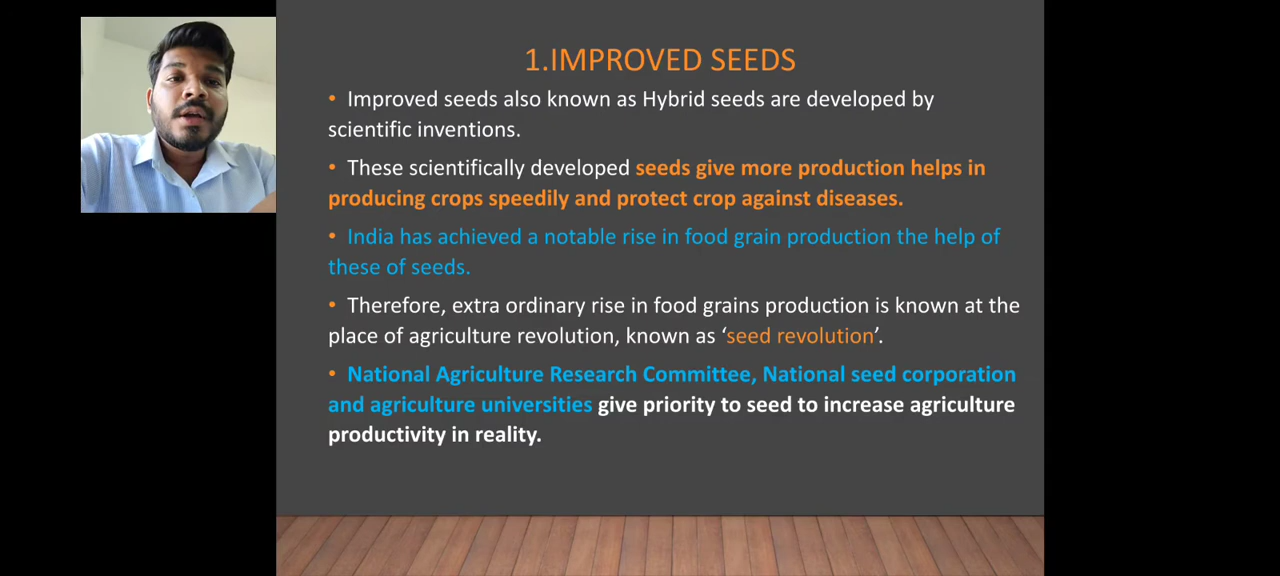 1.IMPROVED SEEDS
• Improved seeds also known as Hybrid seeds are developed by
scientific inventions.
• These scientifically developed seeds give more production helps in
producing crops speedily and protect crop against diseases.
• India has achieved a notable rise in food grain production the help of
these of seeds.
• Therefore, extra ordinary rise in food grains production is known at the
place of agriculture revolution, known as ‘seed revolution’.
• National Agriculture Research Committee, National seed corporation
and agriculture universities give priority to seed to increase agriculture
productivity in reality.